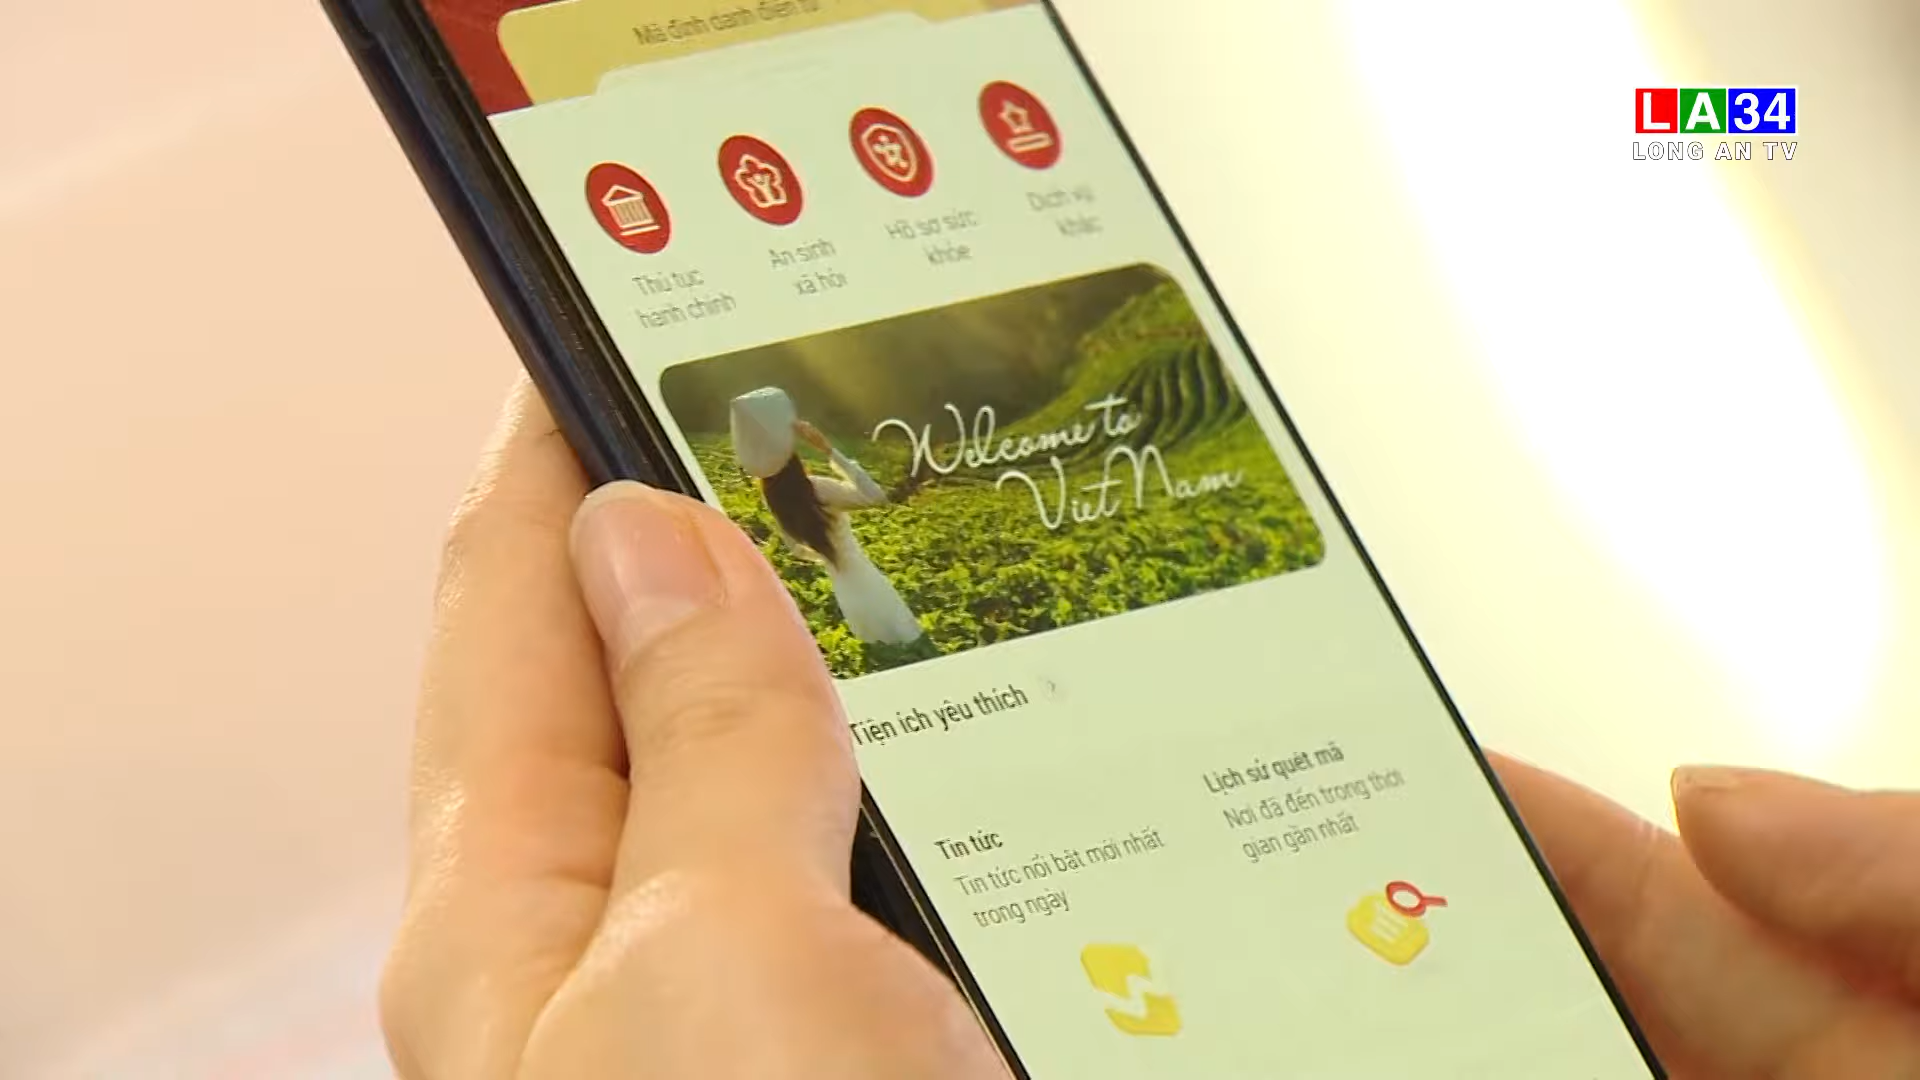 Mã định danh điện tử
LA34
LONG AN TV
Thủ tục
hành chính
An sinh
xã hội
Hồ sơ sức
khỏe
Dịch vụ
khác
Welcome to
Viet Nam
Tiện ích yêu thích
Tin tức
Tin tức nổi bật mới nhất
trong ngày
Lịch sử quét mã
Nơi đã đến trong thời
gian gần nhất